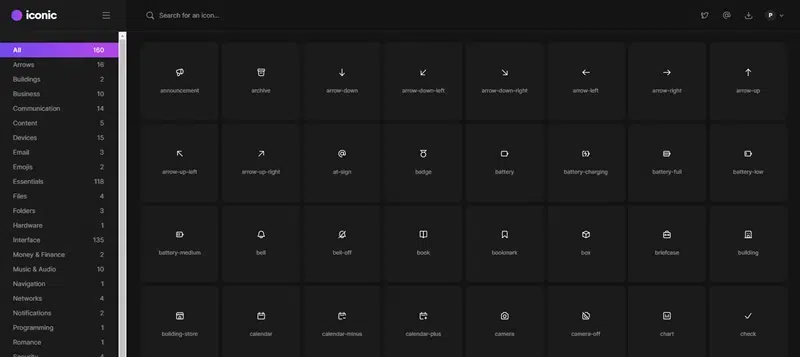 iconic
Search for an icon...
P
All 160
Arrows 16
Buildings 2
Business 10
Communication 14
Content 5
Devices 15
Email 3
Emojis 2
Essentials 118
Files 4
Folders 3
Hardware 1
Interface 135
Money & Finance 2
Music & Audio 10
Navigation 1
Networks 4
Notifications 2
Programming 1
Romance 1
Security 4
announcement archive arrow-down arrow-down-left arrow-down-right arrow-left arrow-right arrow-up
arrow-up-left arrow-up-right at-sign badge battery battery-charging battery-full battery-low
battery-medium bell bell-off book bookmark box briefcase building
building-store calendar calendar-minus calendar-plus camera camera-off chart check